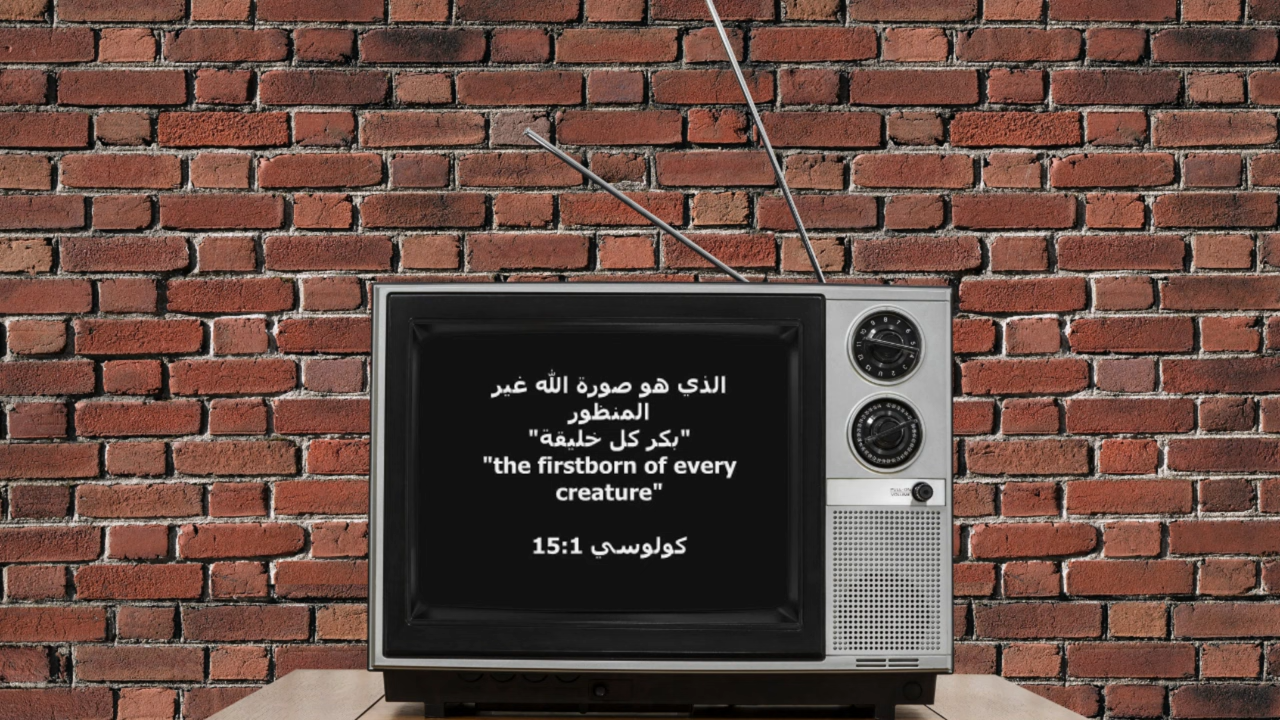 الذي هو صورة الله غير
المنظور
"بكر كل خليقة"
"the firstborn of every
creature"
كولوسي 15:1